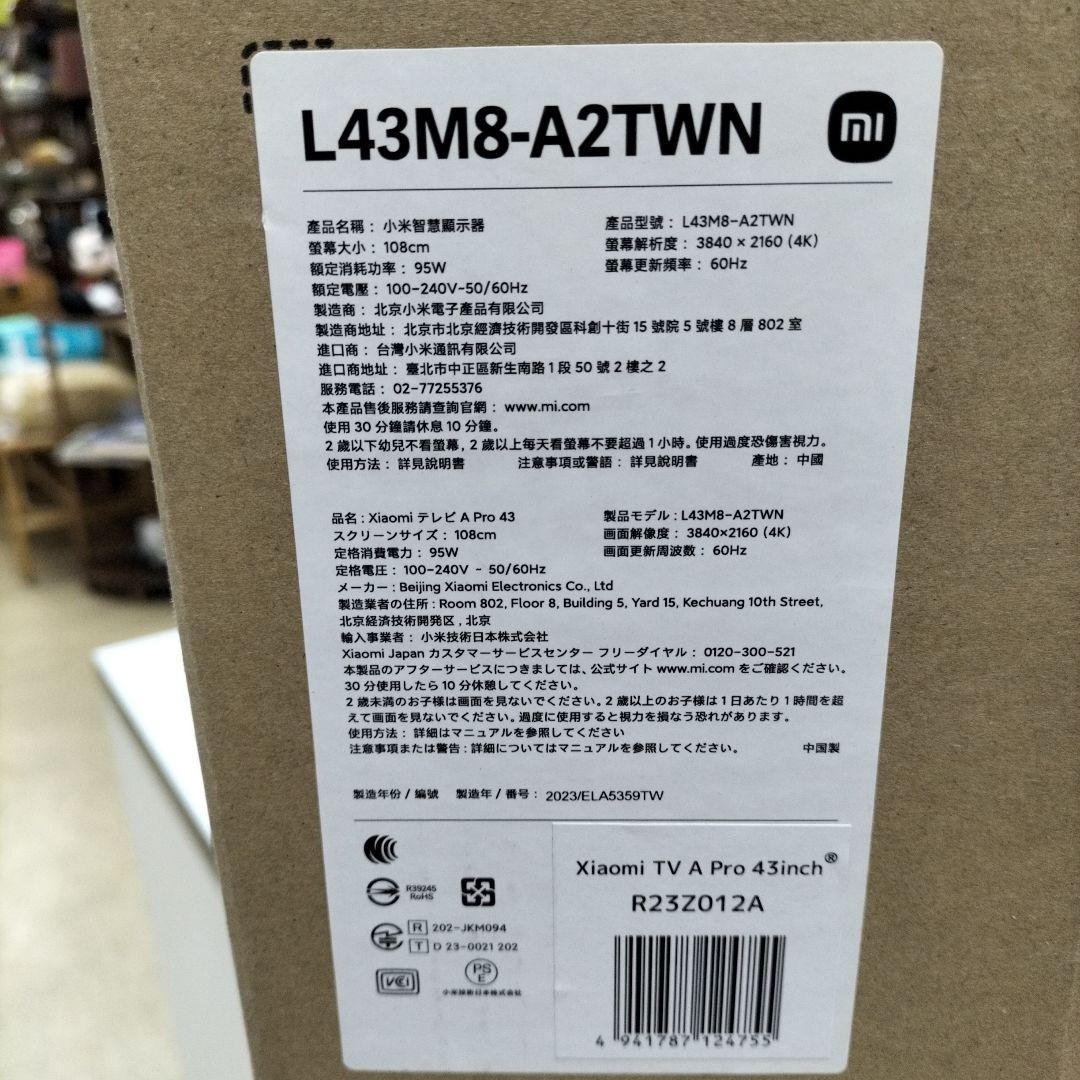 L43M8-A2TWN
mi
產品名稱：小米智慧顯示器 產品型號：L43M8-A2TWN
螢幕大小：108cm 螢幕解析度：3840 × 2160 (4K)
額定消耗功率：95W 螢幕更新頻率：60Hz
額定電壓：100-240V~50/60Hz
製造商：北京小米電子產品有限公司
製造商地址：北京市北京經濟技術開發區科創十街 15 號院 5 號樓 8 層 802 室
進口商：台灣小米通訊有限公司
進口商地址：臺北市中正區新生南路 1 段 50 號 2 樓之 2
服務電話：02-77255376
本產品售後服務請查詢官網：www.mi.com
使用 30 分鐘請休息 10 分鐘。
2 歲以下幼兒不看螢幕，2 歲以上每天看螢幕不要超過 1 小時。使用過度恐傷害視力。
使用方法：詳見說明書 注意事項或警語：詳見說明書 產地：中國
品名：Xiaomi テレビ A Pro 43 製品モデル：L43M8-A2TWN
スクリーンサイズ：108cm 画面解像度：3840×2160 (4K)
定格消費電力：95W 画面更新周波数：60Hz
定格電圧：100-240V ~ 50/60Hz
メーカー：Beijing Xiaomi Electronics Co., Ltd
製造業者の住所：Room 802, Floor 8, Building 5, Yard 15, Kechuang 10th Street,
北京経済技術開発区, 北京
輸入事業者：小米技術日本株式会社
Xiaomi Japan カスタマーサービスセンター フリーダイヤル：0120-300-521
本製品のアフターサービスにつきましては、公式サイト www.mi.com をご確認ください。
30 分使用したら 10 分休憩してください。
2 歳未満のお子様は画面を見ないでください。2 歳以上のお子様は 1 日あたり 1 時間を超
えて画面を見ないでください。過度に使用すると視力を損なう恐れがあります。
使用方法：詳細はマニュアルを参照してください
注意事項または警告：詳細についてはマニュアルを参照してください。 中国製
製造年份 / 編號 製造年 / 番号：2023/ELA5359TW
R39245
RoHS
R 202-JKM094
T D 23-0021 202
VCI
PS
E
小米技術日本株式会社
Xiaomi TV A Pro 43inch®
R23Z012A
4 941787 124755